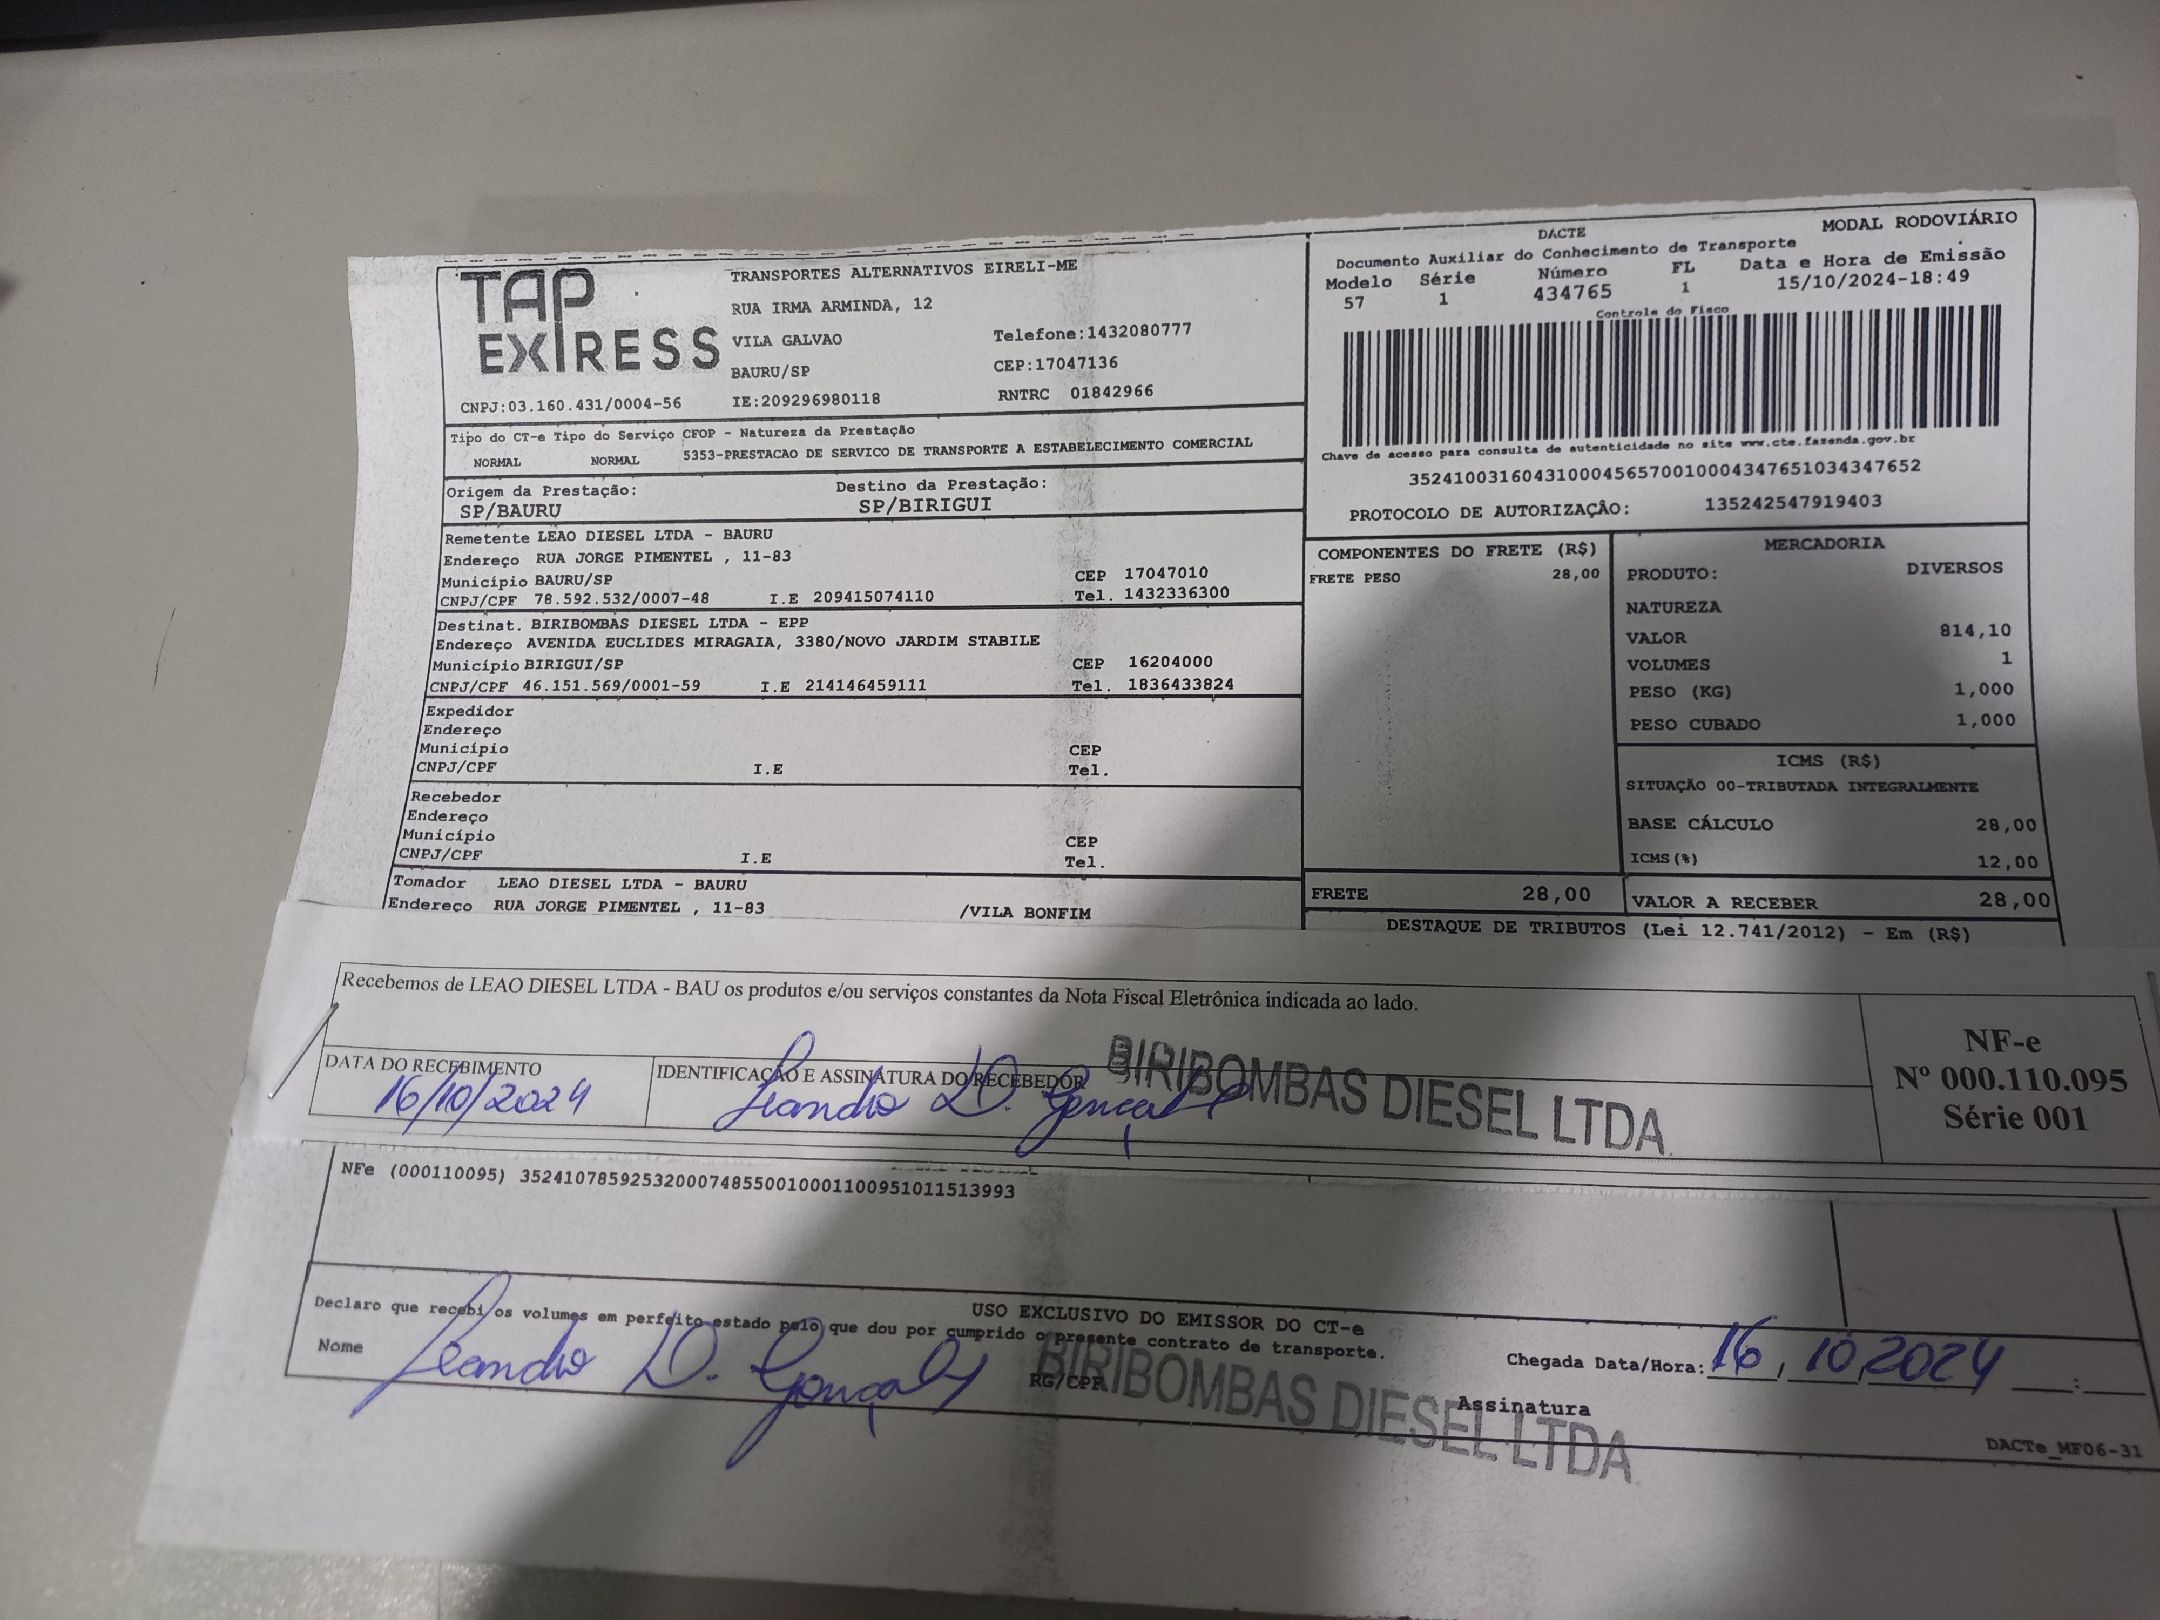 TAP
EXPRESS
TRANSPORTES ALTERNATIVOS EIRELI-ME
RUA IRMA ARMINDA, 12
VILA GALVAO Telefone:1432080777
BAURU/SP CEP:17047136
CNPJ:03.160.431/0004-56 IE:209296980118 RNTRC 01842966
DACTE MODAL RODOVIÁRIO
Documento Auxiliar do Conhecimento de Transporte
Modelo Série Número FL Data e Hora de Emissão
57 1 434765 1 15/10/2024-18:49
Controle do Fisco
Chave de acesso para consulta de autenticidade no site www.cte.fazenda.gov.br
35241003160431000456570010004347651034347652
PROTOCOLO DE AUTORIZAÇÂO: 135242547919403
Tipo do CT-e Tipo do Serviço CFOP - Natureza da Prestação
NORMAL NORMAL 5353-PRESTACAO DE SERVICO DE TRANSPORTE A ESTABELECIMENTO COMERCIAL
Origem da Prestação: Destino da Prestação:
SP/BAURU SP/BIRIGUI
Remetente LEAO DIESEL LTDA - BAURU
Endereço RUA JORGE PIMENTEL , 11-83
Município BAURU/SP CEP 17047010
CNPJ/CPF 78.592.532/0007-48 I.E 209415074110 Tel. 1432336300
Destinat. BIRIBOMBAS DIESEL LTDA - EPP
Endereço AVENIDA EUCLIDES MIRAGAIA, 3380/NOVO JARDIM STABILE
Município BIRIGUI/SP CEP 16204000
CNPJ/CPF 46.151.569/0001-59 I.E 214146459111 Tel. 1836433824
Expedidor
Endereço
Município CEP
CNPJ/CPF I.E Tel.
Recebedor
Endereço
Município CEP
CNPJ/CPF I.E Tel.
Tomador LEAO DIESEL LTDA - BAURU
Endereço RUA JORGE PIMENTEL , 11-83 /VILA BONFIM
COMPONENTES DO FRETE (R$)
FRETE PESO 28,00
FRETE 28,00
MERCADORIA
PRODUTO: DIVERSOS
NATUREZA
VALOR 814,10
VOLUMES 1
PESO (KG) 1,000
PESO CUBADO 1,000
ICMS (R$)
SITUAÇÃO 00-TRIBUTADA INTEGRALMENTE
BASE CÁLCULO 28,00
ICMS(%) 12,00
VALOR A RECEBER 28,00
DESTAQUE DE TRIBUTOS (Lei 12.741/2012) - Em (R$)
Recebemos de LEAO DIESEL LTDA - BAU os produtos e/ou serviços constantes da Nota Fiscal Eletrônica indicada ao lado.
DATA DO RECEBIMENTO IDENTIFICAÇÃO E ASSINATURA DO RECEBEDOR
16/10/2024 Leandro D. Gonçalves BIRIBOMBAS DIESEL LTDA
NF-e
Nº 000.110.095
Série 001
NFe (000110095) 35241078592532000748550010001100951011513993
USO EXCLUSIVO DO EMISSOR DO CT-e
Declaro que recebi os volumes em perfeito estado pelo que dou por cumprido o presente contrato de transporte.
Nome Leandro D. Gonçalves RG/CPF Chegada Data/Hora: 16, 10, 2024 :
BIRIBOMBAS DIESEL LTDA
Assinatura
DACTe_MF06-31